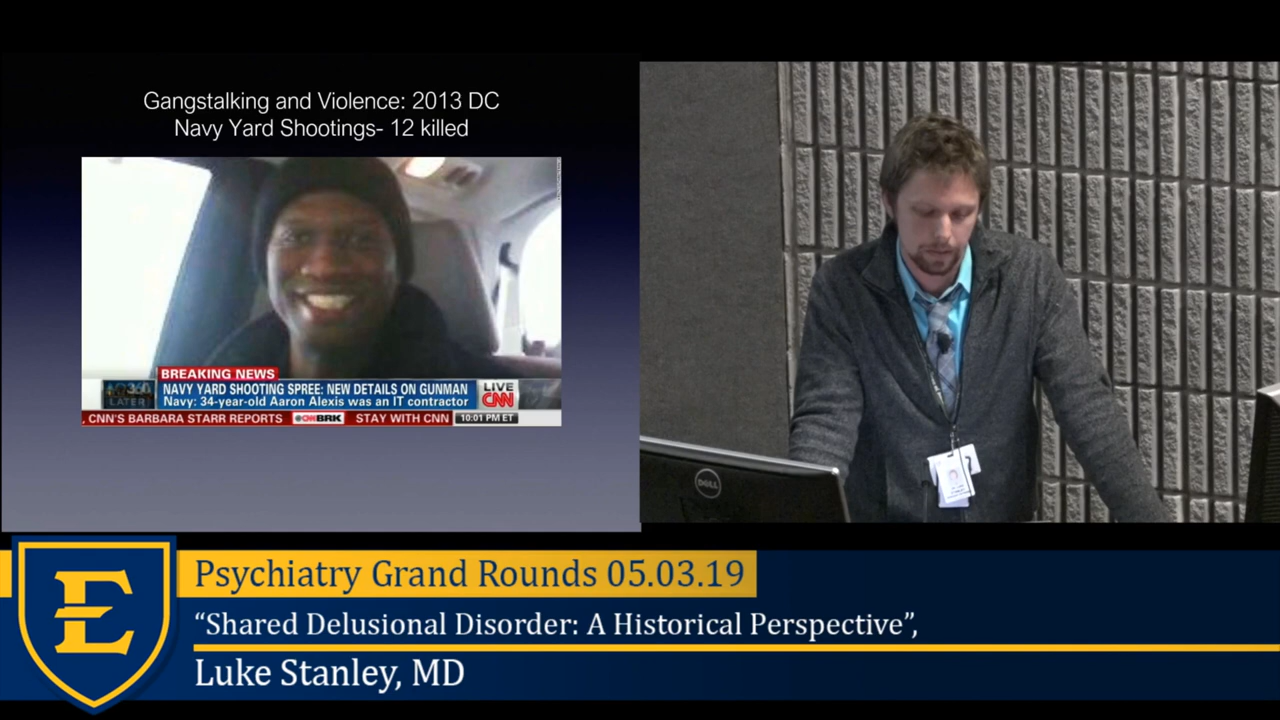 Gangstalking and Violence: 2013 DC
Navy Yard Shootings- 12 killed
BREAKING NEWS
NAVY YARD SHOOTING SPREE: NEW DETAILS ON GUNMAN
Navy: 34-year-old Aaron Alexis was an IT contractor
AC360
LATER
LIVE
CNN
CNN'S BARBARA STARR REPORTS
CNNBRK
STAY WITH CNN
10:01 PM ET
DELL
E
Psychiatry Grand Rounds 05.03.19
“Shared Delusional Disorder: A Historical Perspective”,
Luke Stanley, MD